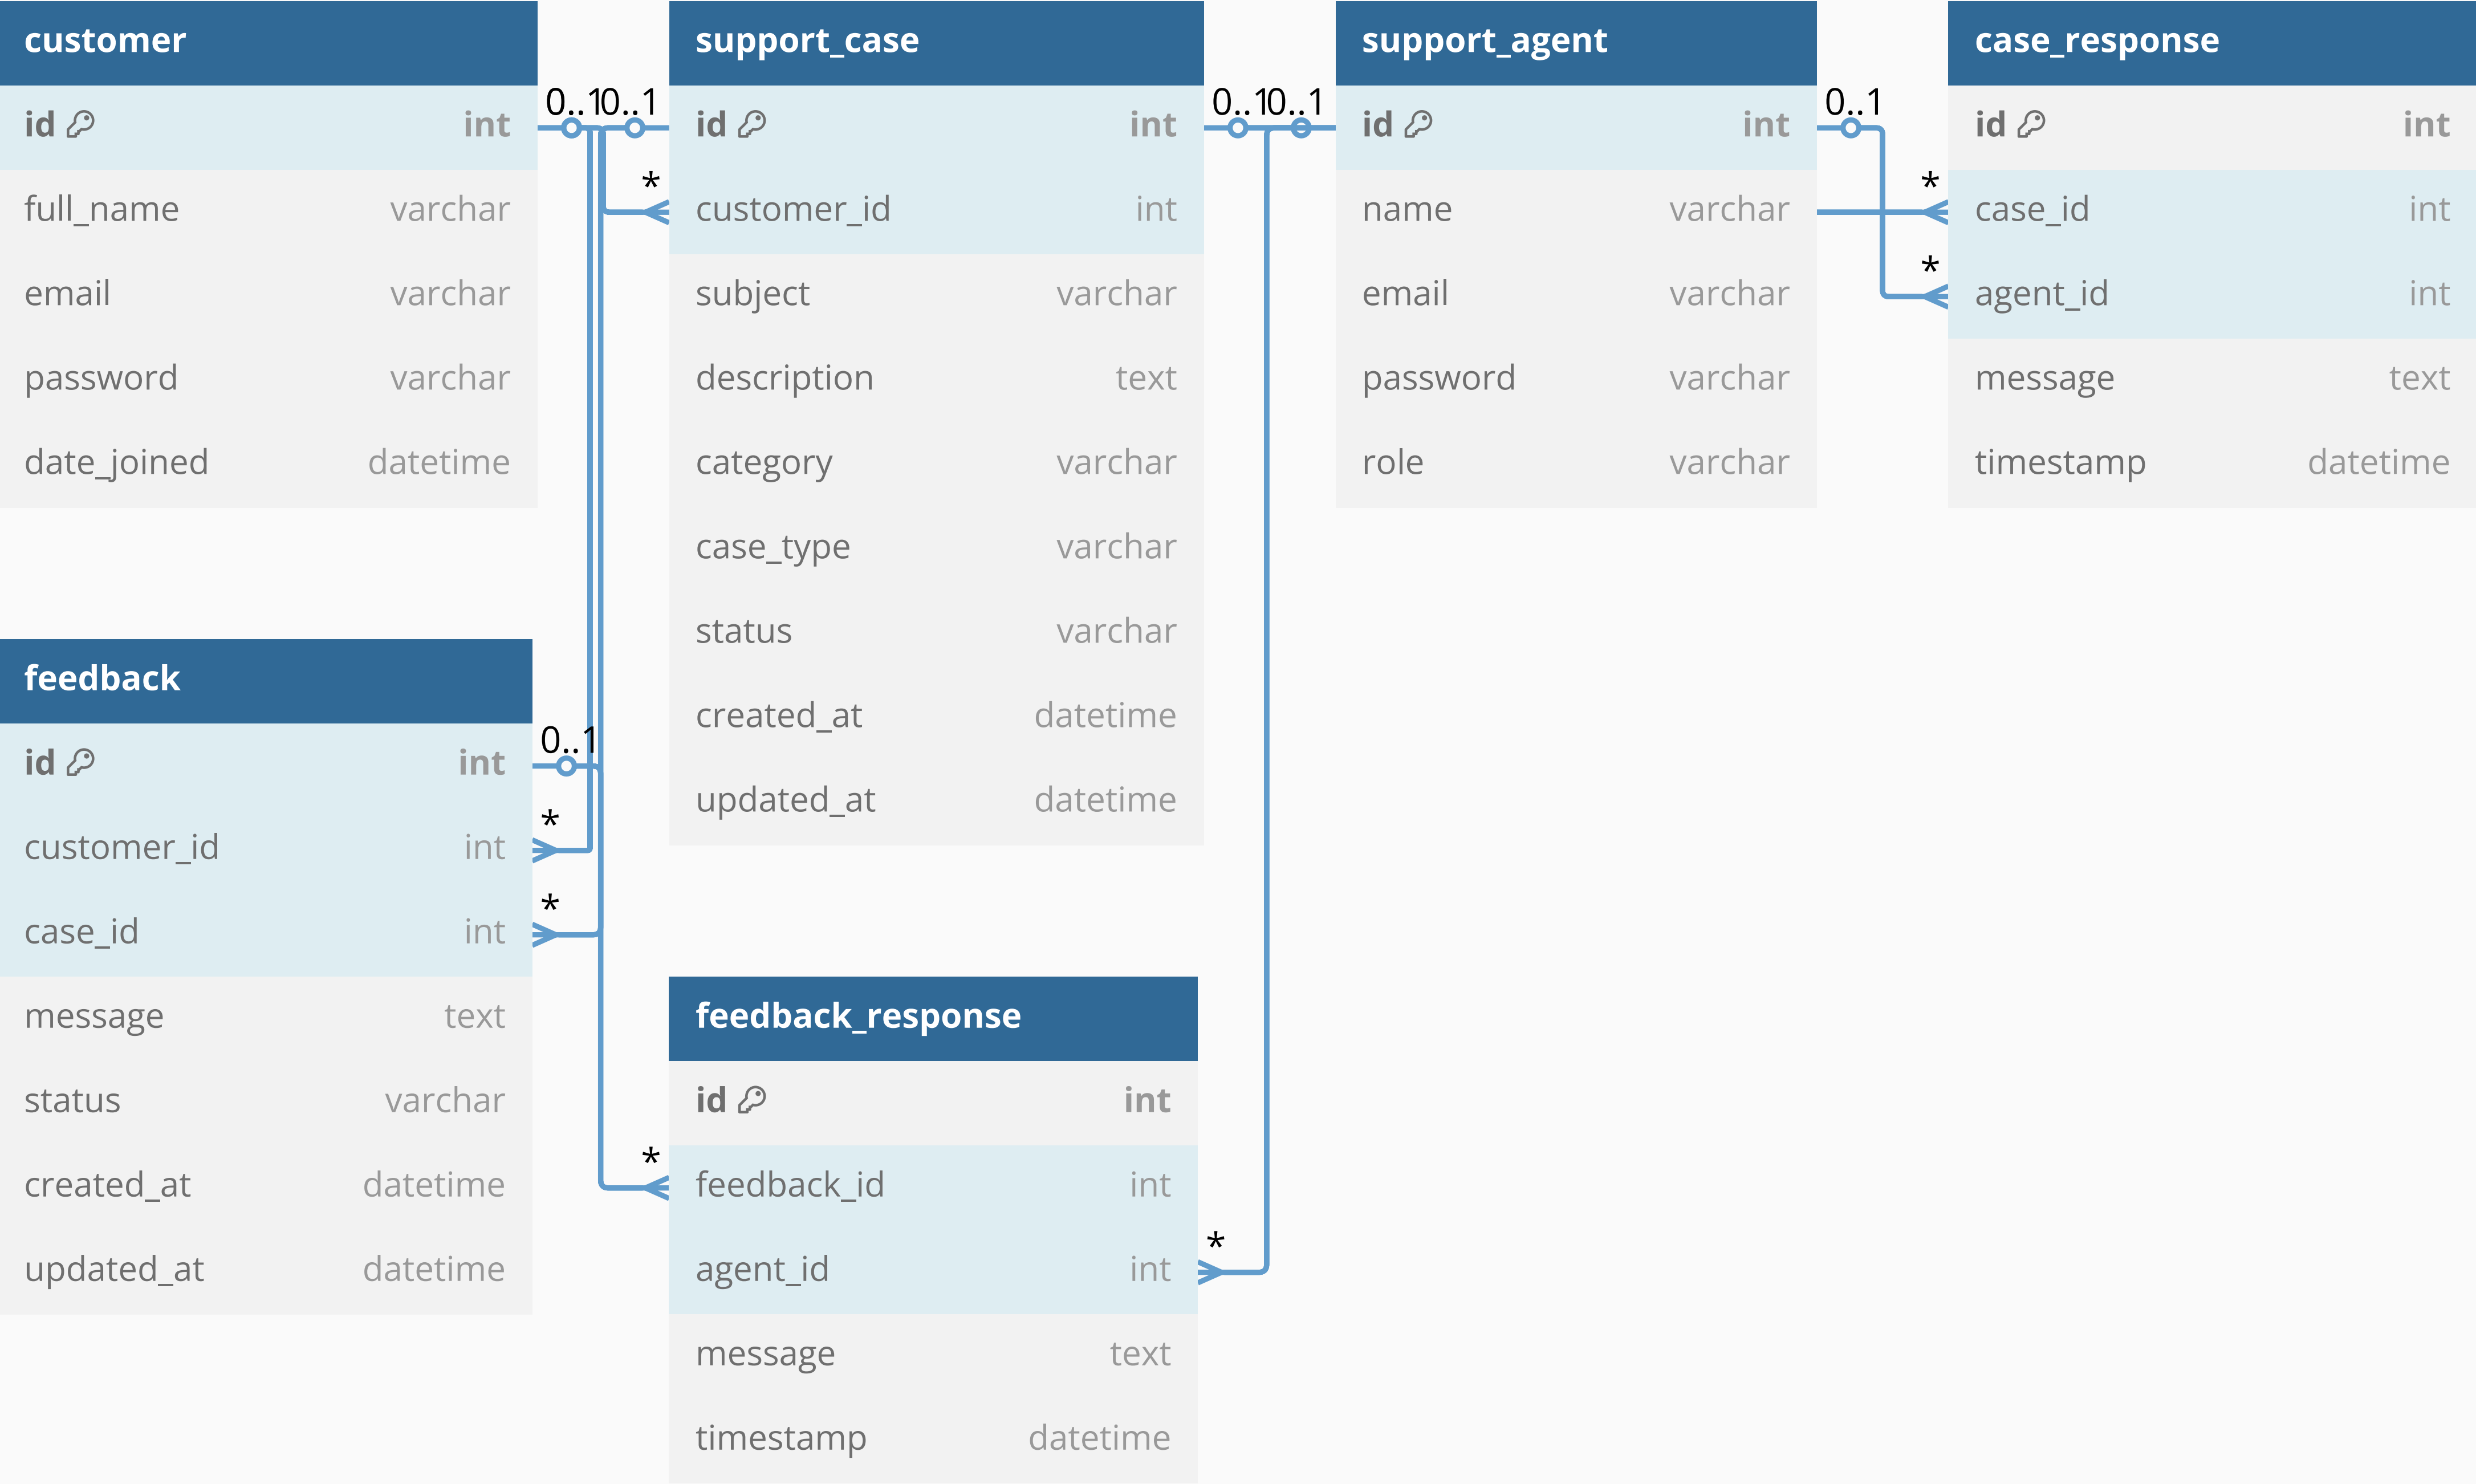 customer
id int
full_name varchar
email varchar
password varchar
date_joined datetime
0..1
0..1
*
support_case
id int
customer_id int
subject varchar
description text
category varchar
case_type varchar
status varchar
created_at datetime
updated_at datetime
0..1
0..1
support_agent
id int
name varchar
email varchar
password varchar
role varchar
0..1
*
*
case_response
id int
case_id int
agent_id int
message text
timestamp datetime
feedback
id int
customer_id int
case_id int
message text
status varchar
created_at datetime
updated_at datetime
0..1
*
*
*
feedback_response
id int
feedback_id int
agent_id int
message text
timestamp datetime
*